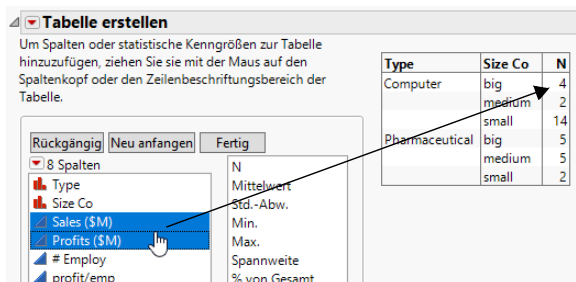 Tabelle erstellen
Um Spalten oder statistische Kenngrößen zur Tabelle
hinzuzufügen, ziehen Sie sie mit der Maus auf den
Spaltenkopf oder den Zeilenbeschriftungsbereich der
Tabelle.
Rückgängig Neu anfangen Fertig
8 Spalten
Type
Size Co
Sales ($M)
Profits ($M)
# Employ
profit/emp
N
Mittelwert
Std.-Abw.
Min.
Max.
Spannweite
% von Gesamt
Type Size Co N
Computer big 4
medium 2
small 14
Pharmaceutical big 5
medium 5
small 2